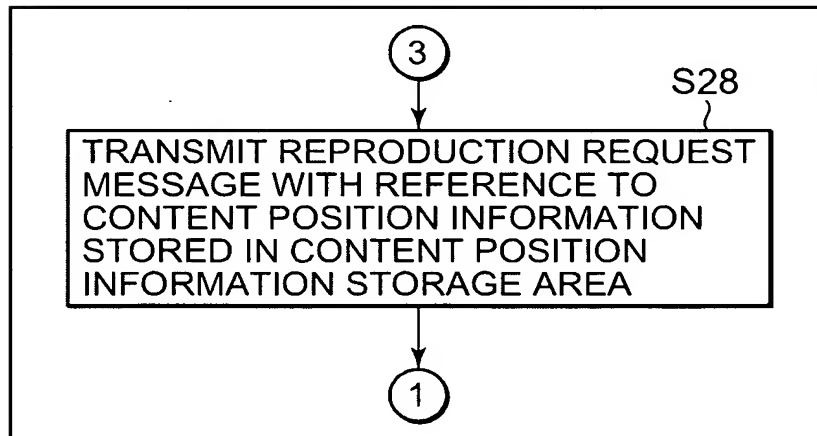 3
S28
TRANSMIT REPRODUCTION REQUEST
MESSAGE WITH REFERENCE TO
CONTENT POSITION INFORMATION
STORED IN CONTENT POSITION
INFORMATION STORAGE AREA
1